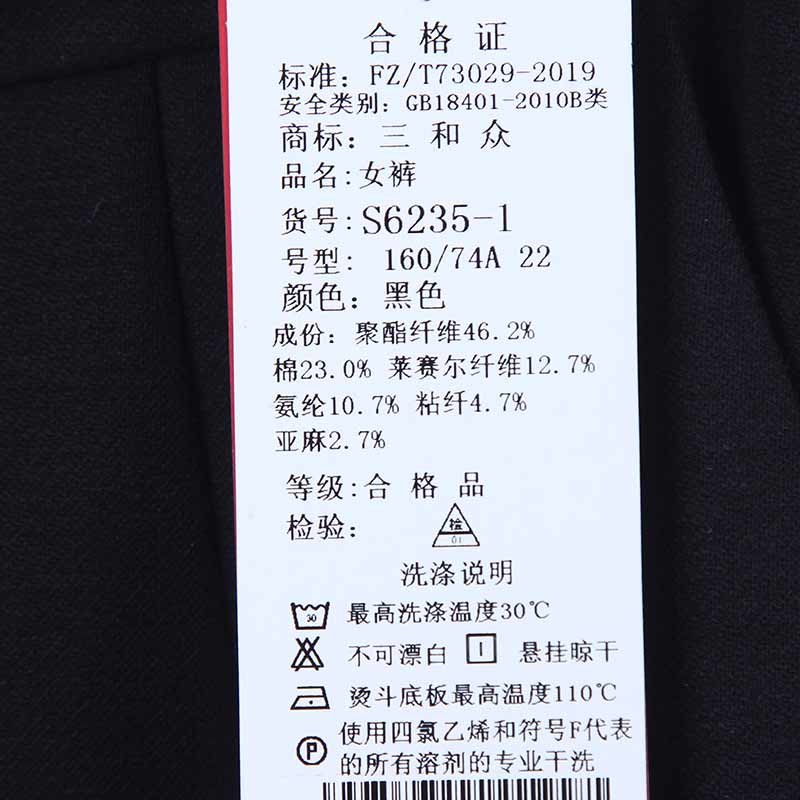 合格证
标准：FZ/T73029-2019
安全类别：GB18401-2010B类
商标：三和众
品名：女裤
货号：S6235-1
号型：160/74A 22
颜色：黑色
成份：聚酯纤维46.2%
棉23.0% 莱赛尔纤维12.7%
氨纶10.7% 粘纤4.7%
亚麻2.7%
等级：合格品
检验：检 01
洗涤说明
30 最高洗涤温度30℃
不可漂白 悬挂晾干
熨斗底板最高温度110℃
P 使用四氯乙烯和符号F代表
的所有溶剂的专业干洗